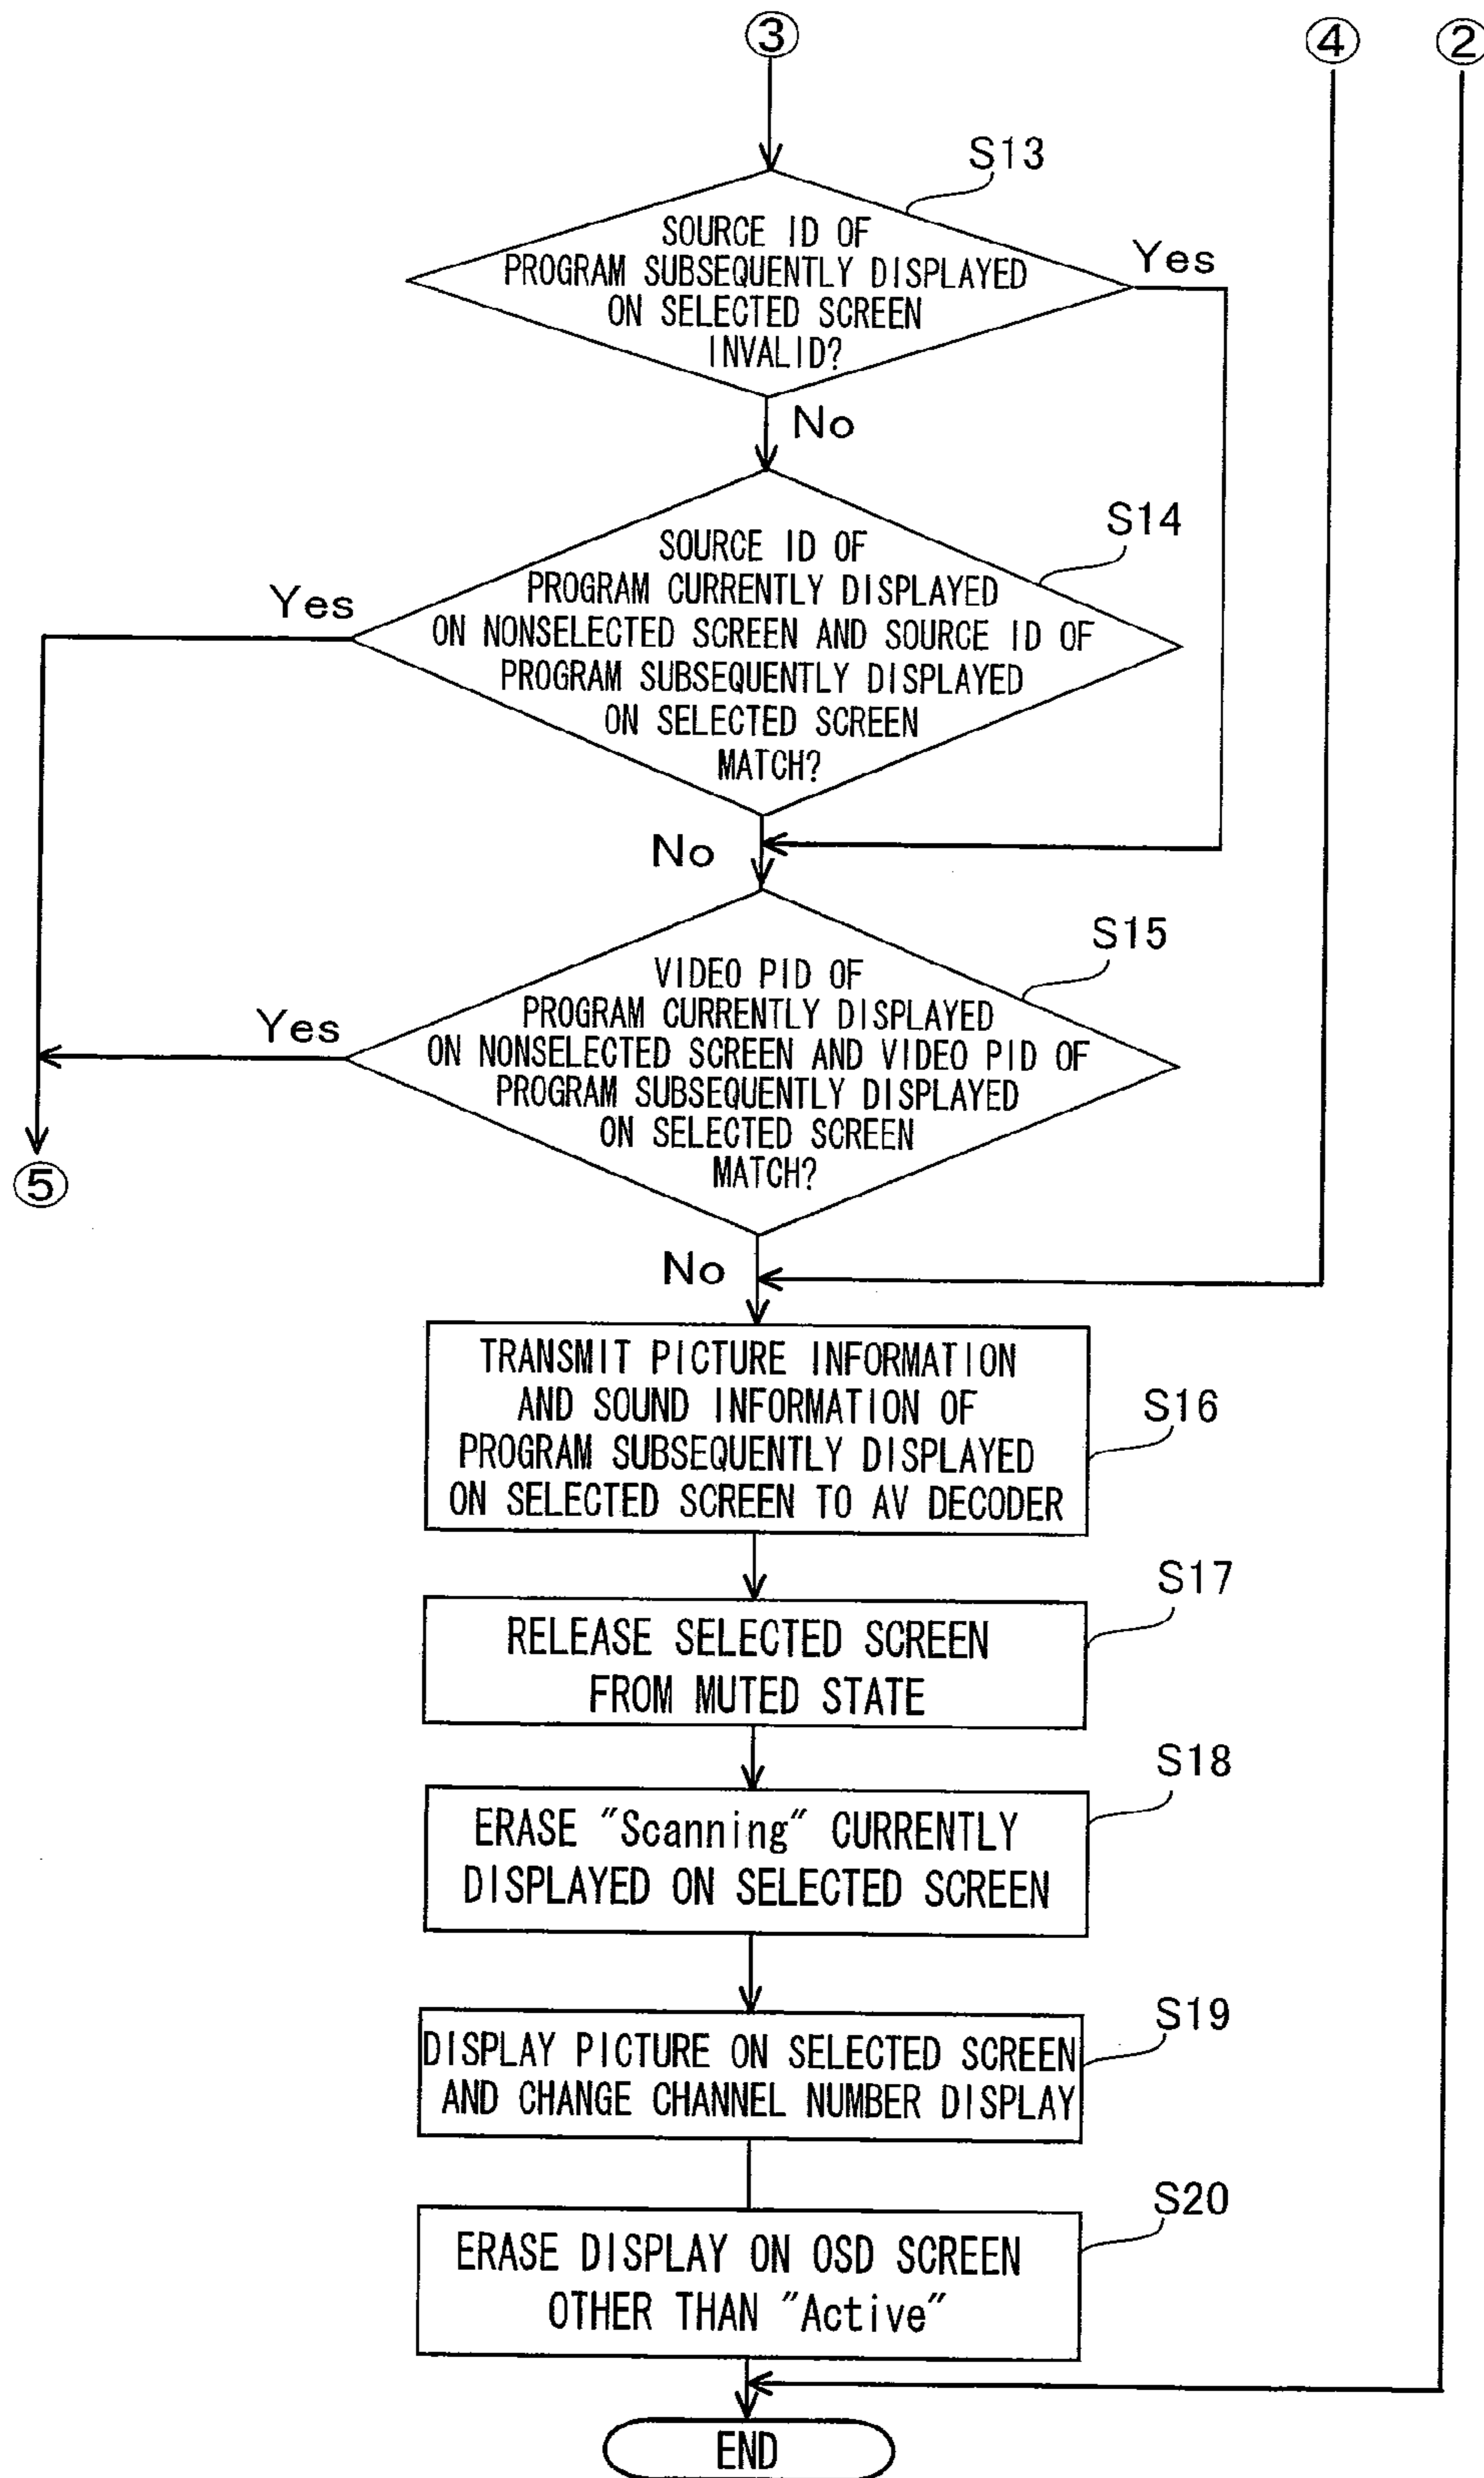 ③
④
②
S13
SOURCE ID OF
PROGRAM SUBSEQUENTLY DISPLAYED
ON SELECTED SCREEN
INVALID?
Yes
No
S14
SOURCE ID OF
PROGRAM CURRENTLY DISPLAYED
ON NONSELECTED SCREEN AND SOURCE ID OF
PROGRAM SUBSEQUENTLY DISPLAYED
ON SELECTED SCREEN
MATCH?
Yes
No
S15
VIDEO PID OF
PROGRAM CURRENTLY DISPLAYED
ON NONSELECTED SCREEN AND VIDEO PID OF
PROGRAM SUBSEQUENTLY DISPLAYED
ON SELECTED SCREEN
MATCH?
Yes
⑤
No
TRANSMIT PICTURE INFORMATION
AND SOUND INFORMATION OF
PROGRAM SUBSEQUENTLY DISPLAYED
ON SELECTED SCREEN TO AV DECODER
S16
RELEASE SELECTED SCREEN
FROM MUTED STATE
S17
ERASE "Scanning" CURRENTLY
DISPLAYED ON SELECTED SCREEN
S18
DISPLAY PICTURE ON SELECTED SCREEN
AND CHANGE CHANNEL NUMBER DISPLAY
S19
ERASE DISPLAY ON OSD SCREEN
OTHER THAN "Active"
S20
END